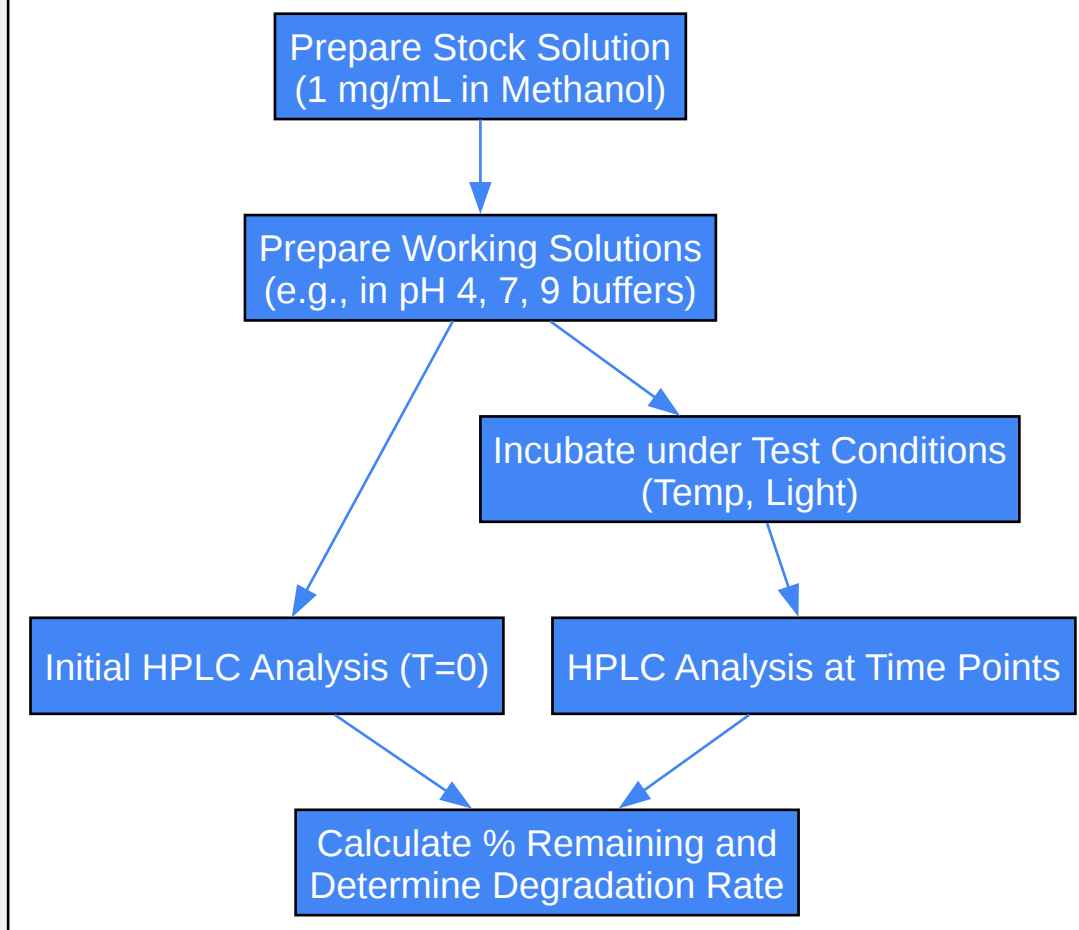 Prepare Stock Solution
(1 mg/mL in Methanol)
Prepare Working Solutions
(e.g., in pH 4, 7, 9 buffers)
Incubate under Test Conditions
(Temp, Light)
Initial HPLC Analysis (T=0)
HPLC Analysis at Time Points
Calculate % Remaining and
Determine Degradation Rate